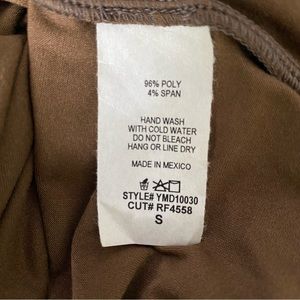 96% POLY
4% SPAN
HAND WASH
WITH COLD WATER
DO NOT BLEACH
HANG OR LINE DRY
MADE IN MEXICO
STYLE# YMD10030
CUT# RF4558
S